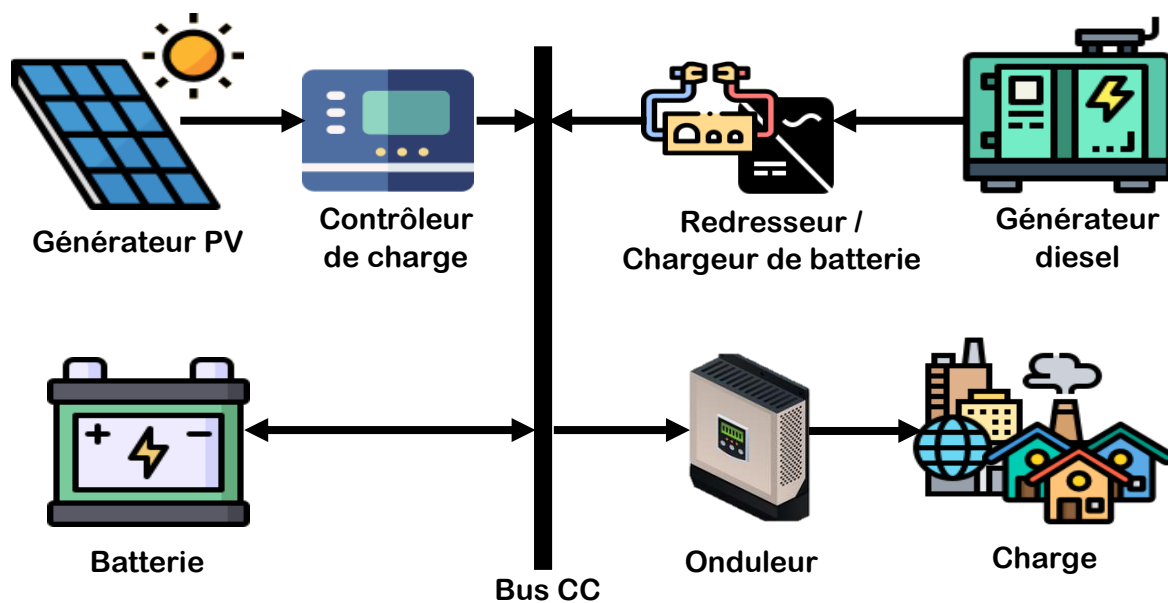 Générateur PV
Contrôleur
de charge
Redresseur /
Chargeur de batterie
Générateur
diesel
Batterie
Bus CC
Onduleur
Charge